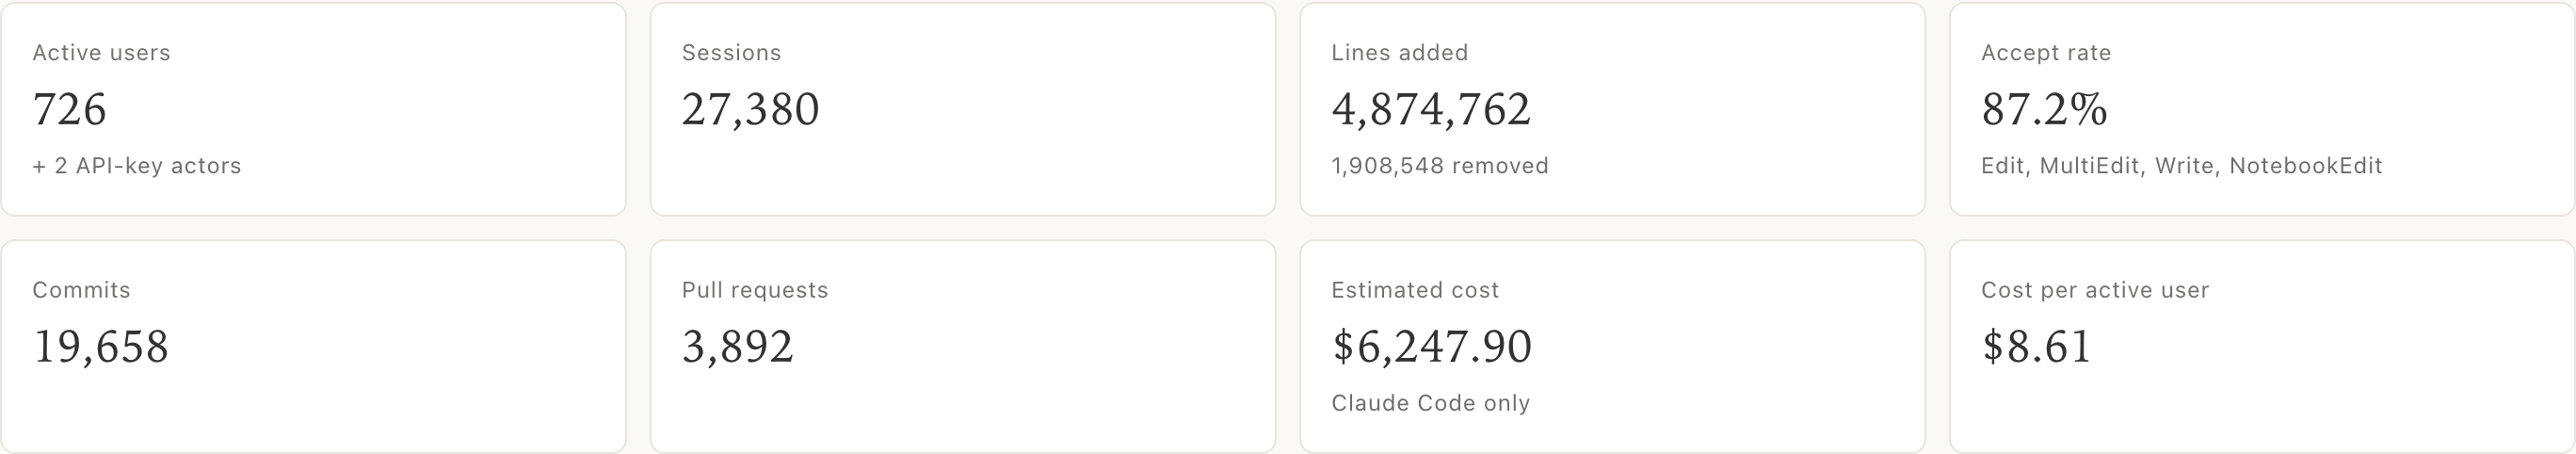 Active users
726
+ 2 API-key actors
Sessions
27,380
Lines added
4,874,762
1,908,548 removed
Accept rate
87.2%
Edit, MultiEdit, Write, NotebookEdit
Commits
19,658
Pull requests
3,892
Estimated cost
$6,247.90
Claude Code only
Cost per active user
$8.61